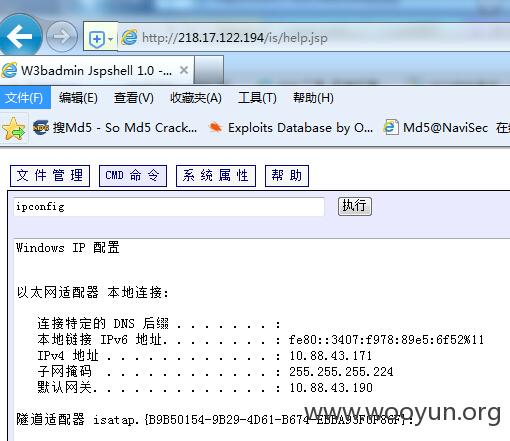 http://218.17.122.194/is/help.jsp
W3badmin Jspshell 1.0 -...
文件(F) 编辑(E) 查看(V) 收藏夹(A) 工具(T) 帮助(H)
搜Md5 - So Md5 Crack... Exploits Database by O... Md5@NaviSec 在
文 件 管 理 CMD 命 令 系 统 属 性 帮 助
ipconfig 执行
Windows IP 配置
以太网适配器 本地连接:
连接特定的 DNS 后缀 . . . . . . . :
本地链接 IPv6 地址. . . . . . . . : fe80::3407:f978:89e5:6f52%11
IPv4 地址 . . . . . . . . . . . . : 10.88.43.171
子网掩码 . . . . . . . . . . . . : 255.255.255.224
默认网关. . . . . . . . . . . . . : 10.88.43.190
隧道适配器 isatap.{B9B50154-9B29-4D61-B674-EBBA93F0P86F}:
www.wooyun.org